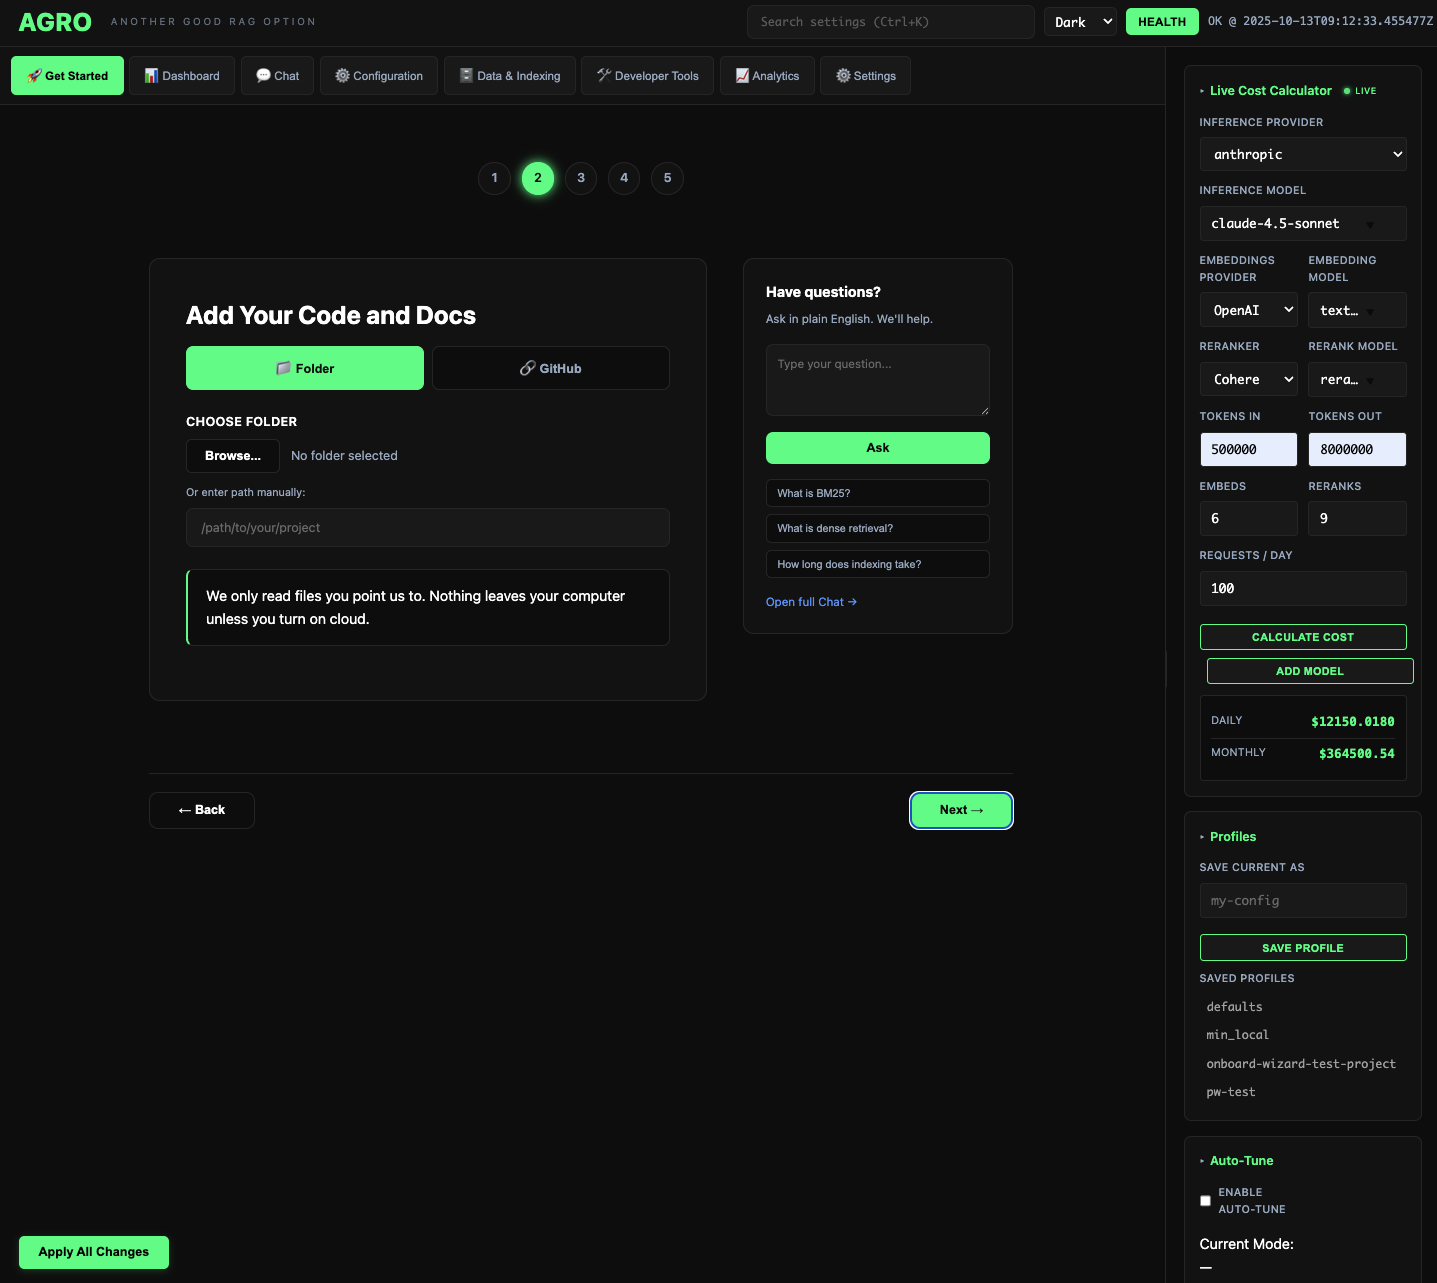 AGRO
ANOTHER GOOD RAG OPTION
Search settings (Ctrl+K)
Dark
HEALTH
OK @ 2025-10-13T09:12:33.455477Z
Get Started
Dashboard
Chat
Configuration
Data & Indexing
Developer Tools
Analytics
Settings
1
2
3
4
5
Add Your Code and Docs
Folder
GitHub
CHOOSE FOLDER
Browse...
No folder selected
Or enter path manually:
/path/to/your/project
We only read files you point us to. Nothing leaves your computer
unless you turn on cloud.
Have questions?
Ask in plain English. We'll help.
Type your question...
Ask
What is BM25?
What is dense retrieval?
How long does indexing take?
Open full Chat →
← Back
Next →
Apply All Changes
Live Cost Calculator
LIVE
INFERENCE PROVIDER
anthropic
INFERENCE MODEL
claude-4.5-sonnet
EMBEDDINGS
PROVIDER
EMBEDDING
MODEL
OpenAI
text…
RERANKER
RERANK MODEL
Cohere
rera…
TOKENS IN
TOKENS OUT
500000
8000000
EMBEDS
RERANKS
6
9
REQUESTS / DAY
100
CALCULATE COST
ADD MODEL
DAILY
$12150.0180
MONTHLY
$364500.54
Profiles
SAVE CURRENT AS
my-config
SAVE PROFILE
SAVED PROFILES
defaults
min_local
onboard-wizard-test-project
pw-test
Auto-Tune
ENABLE
AUTO-TUNE
Current Mode:
—